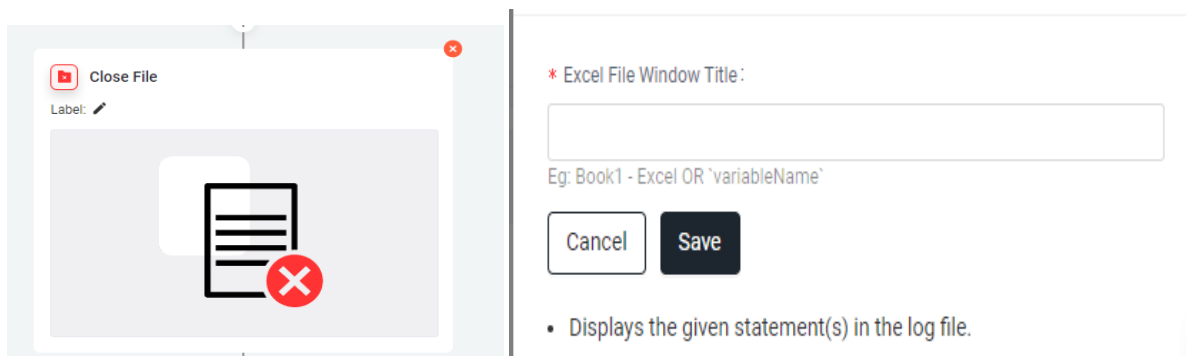 Close File
Label:
* Excel File Window Title:
Eg: Book1 - Excel OR `variableName`
Cancel
Save
• Displays the given statement(s) in the log file.